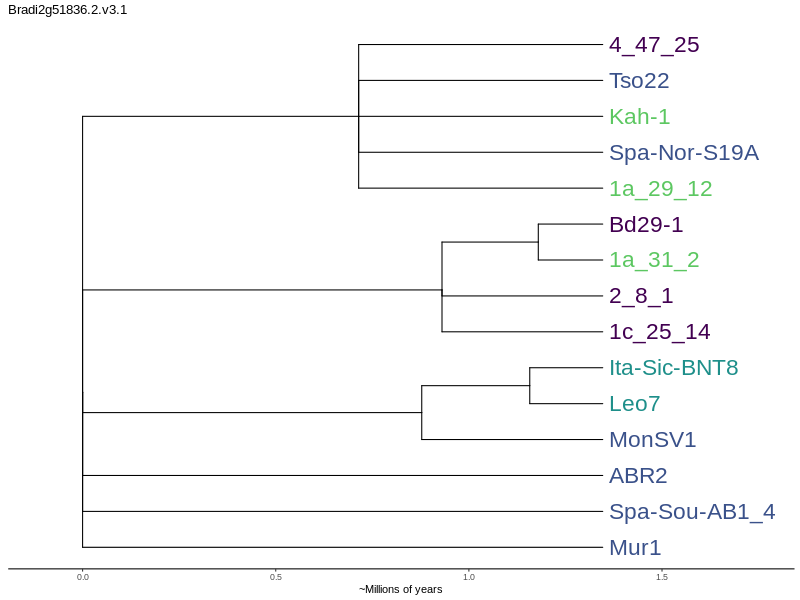 Bradi2g51836.2.v3.1
4_47_25
Tso22
Kah-1
Spa-Nor-S19A
1a_29_12
Bd29-1
1a_31_2
2_8_1
1c_25_14
Ita-Sic-BNT8
Leo7
MonSV1
ABR2
Spa-Sou-AB1_4
Mur1
0.0 0.5 1.0 1.5
~Millions of years